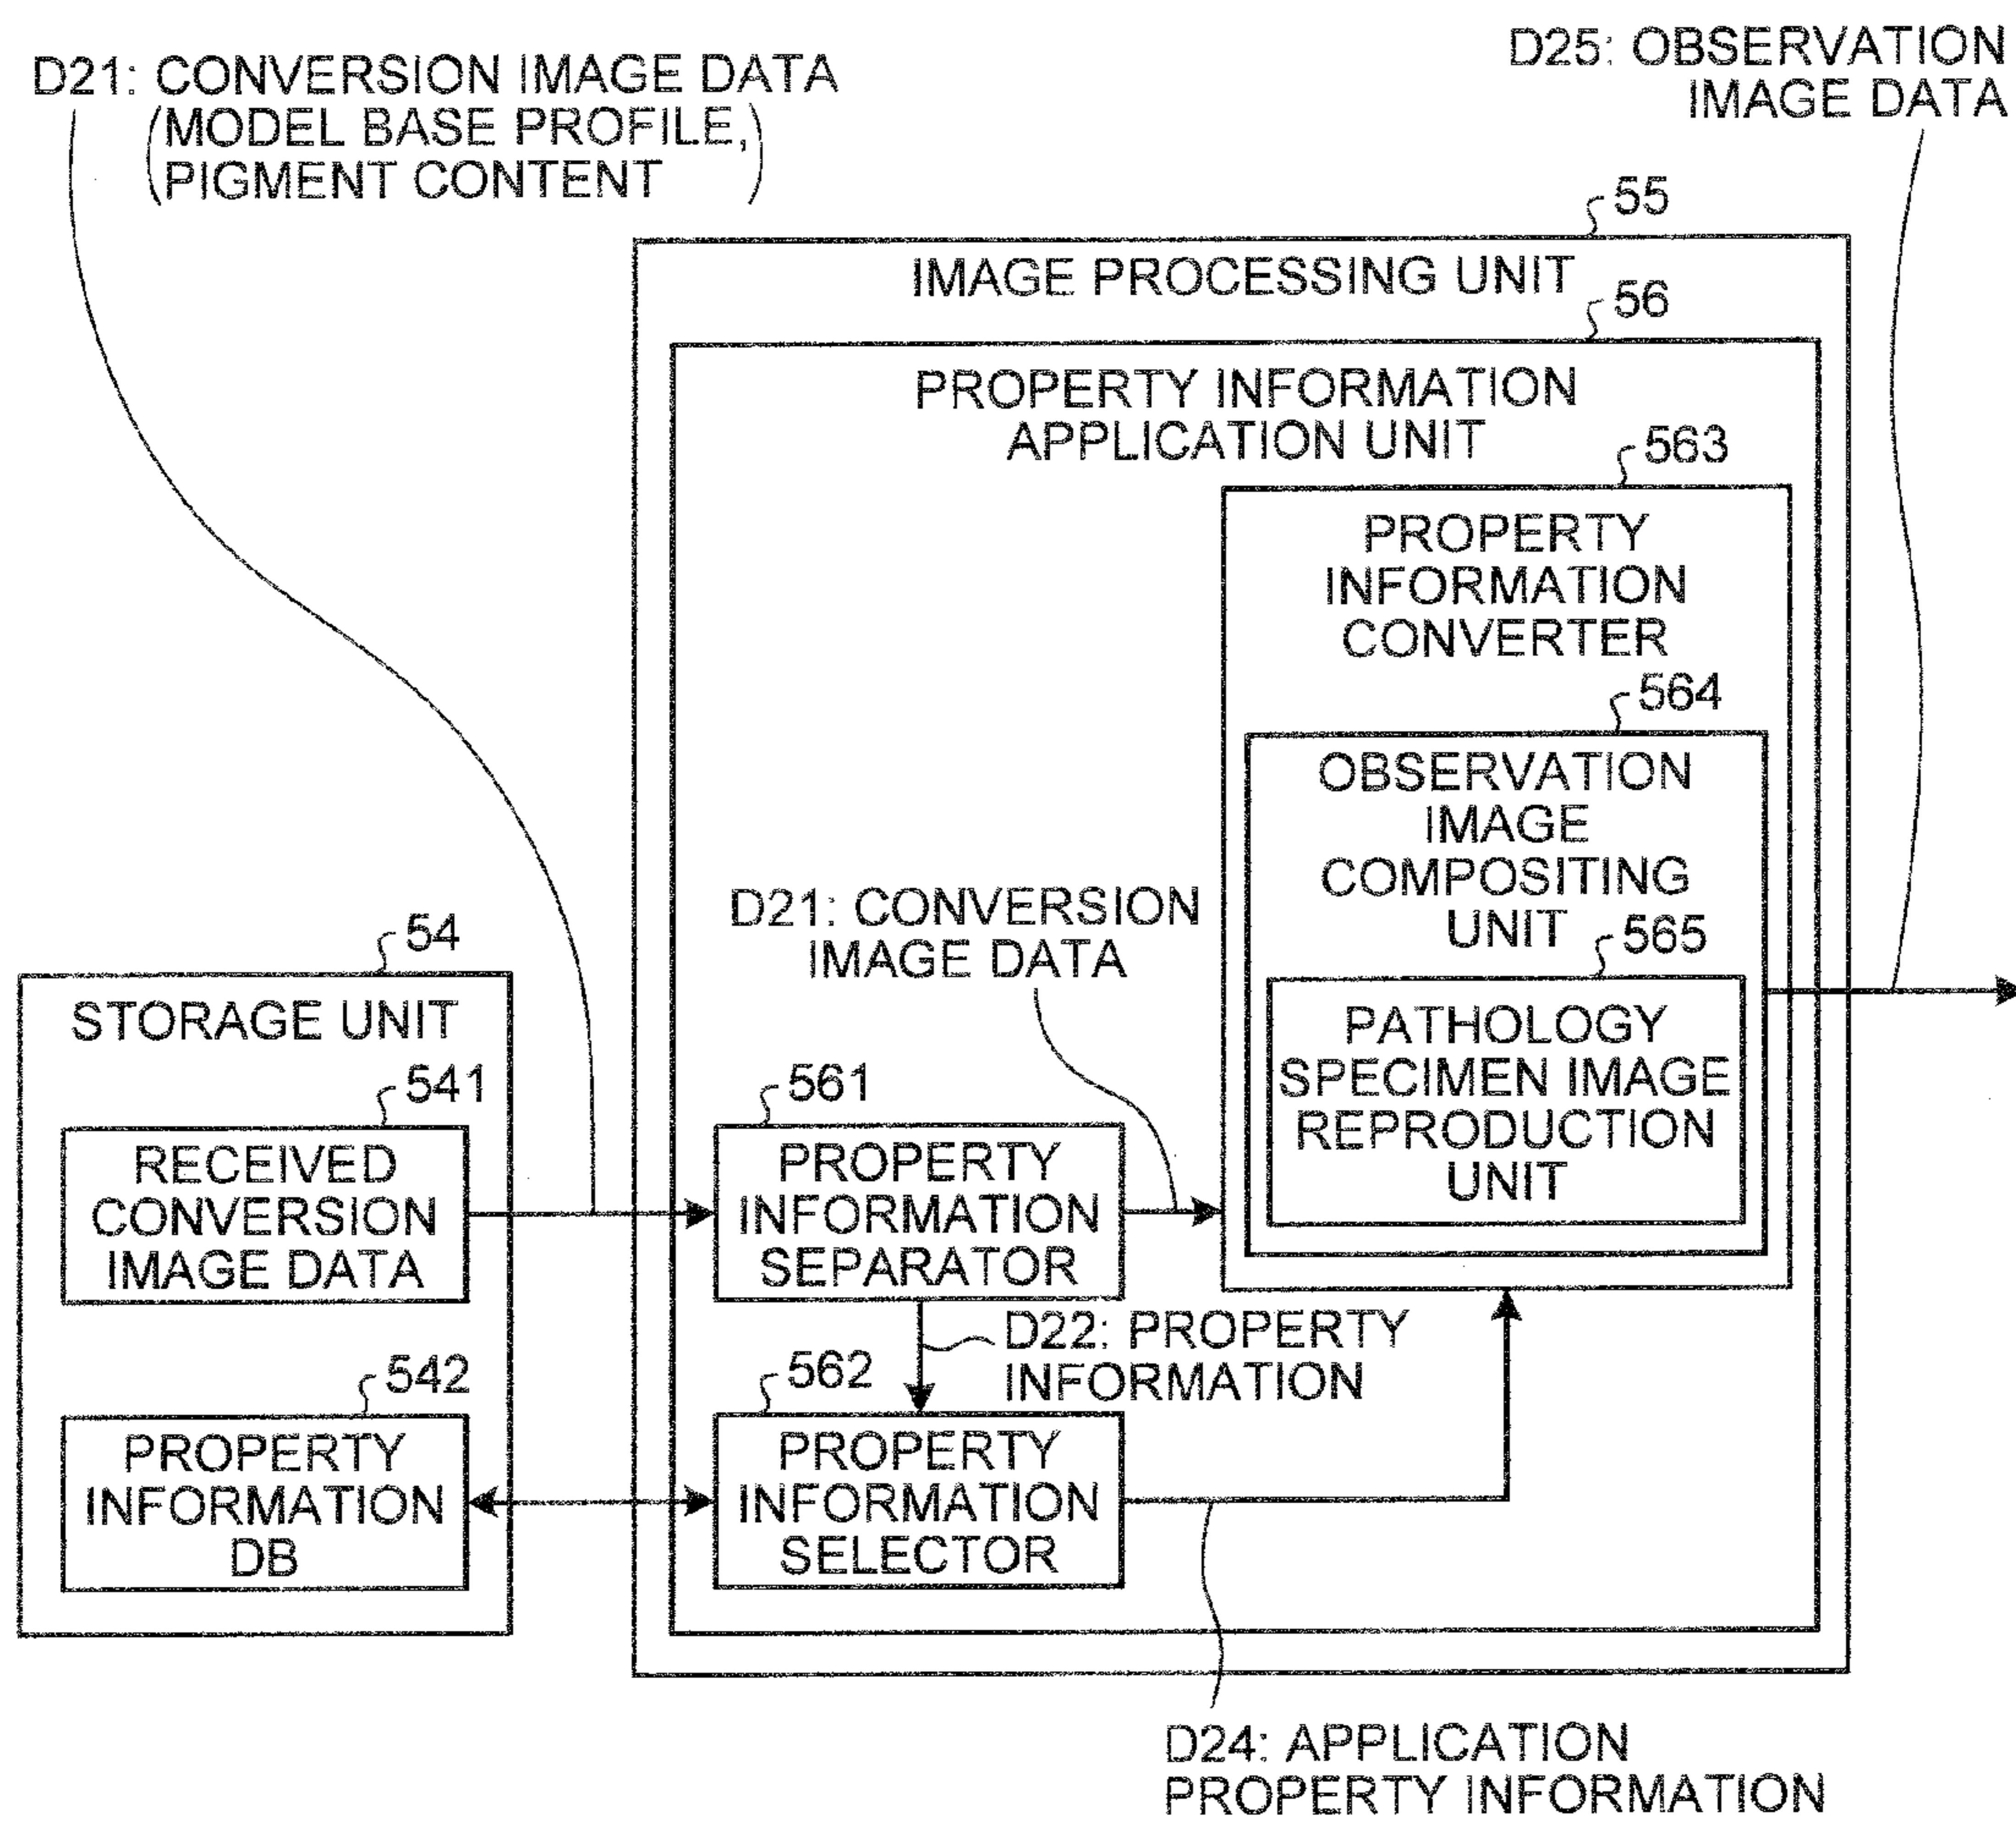 D21: CONVERSION IMAGE DATA
(MODEL BASE PROFILE,
PIGMENT CONTENT)
D25: OBSERVATION
IMAGE DATA
55
IMAGE PROCESSING UNIT
56
PROPERTY INFORMATION
APPLICATION UNIT
563
PROPERTY
INFORMATION
CONVERTER
564
OBSERVATION
IMAGE
COMPOSITING
UNIT
565
PATHOLOGY
SPECIMEN IMAGE
REPRODUCTION
UNIT
D21: CONVERSION
IMAGE DATA
54
STORAGE UNIT
541
RECEIVED
CONVERSION
IMAGE DATA
561
PROPERTY
INFORMATION
SEPARATOR
D22: PROPERTY
INFORMATION
542
PROPERTY
INFORMATION
DB
562
PROPERTY
INFORMATION
SELECTOR
D24: APPLICATION
PROPERTY INFORMATION